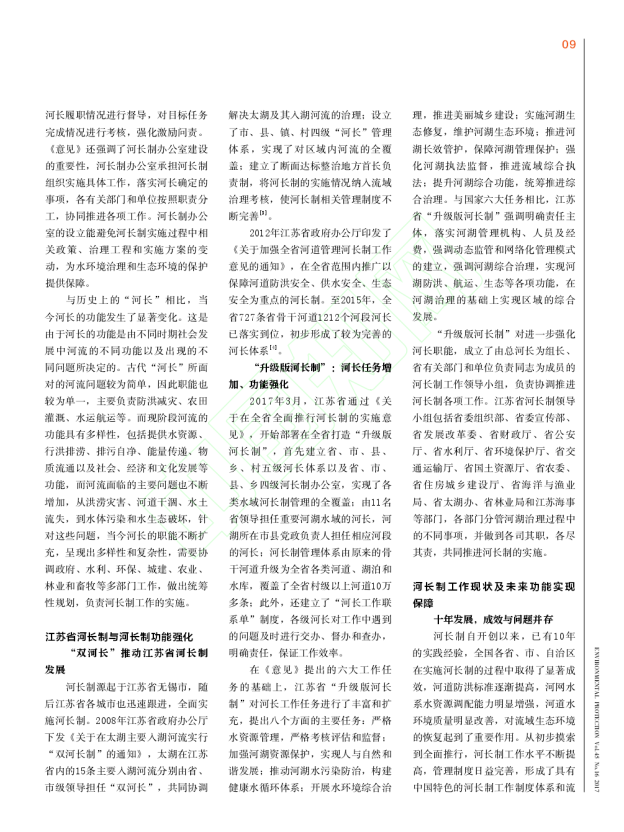 09
河长履职情况进行督导，对目标任务
完成情况进行考核，强化激励问责。
《意见》还强调了河长制办公室建设
的重要性，河长制办公室承担河长制
组织实施具体工作，落实河长确定的
事项，各有关部门和单位按照职责分
工，协同推进各项工作。河长制办公
室的设立能避免河长制实施过程中相
关政策、治理工程和实施方案的变
动，为水环境治理和生态环境的保护
提供保障。
与历史上的“河长”相比，当
今河长的功能发生了显著变化。这是
由于河长的功能是由不同时期社会发
展中河流的不同功能以及出现的不
同问题所决定的。古代“河长”所面
对的河流问题较为简单，因此职能也
较为单一，主要负责防洪减灾、农田
灌溉、水运航运等。而现阶段河流的
功能具有多样性，包括提供水资源、
行洪排涝、排污自净、能量传递、物
质流通以及社会、经济和文化发展等
功能，而河流面临的主要问题也不断
增加，从洪涝灾害、河道干涸、水土
流失，到水体污染和水生态破坏，针
对这些问题，当今河长的职能不断扩
充，呈现出多样性和复杂性，需要协
调政府、水利、环保、城建、农业、
林业和畜牧等多部门工作，做出统筹
性规划，负责河长制工作的实施。
江苏省河长制与河长制功能强化
“双河长”推动江苏省河长制
发展
河长制源起于江苏省无锡市，随
后江苏省各城市也迅速跟进，全面实
施河长制。2008年江苏省政府办公厅
下发《关于在太湖主要入湖河流实行
“双河长制”的通知》，太湖在江苏
省内的15条主要入湖河流分别由省、
市级领导担任“双河长”，共同协调
解决太湖及其入湖河流的治理；设立
了市、县、镇、村四级“河长”管理
体系，实现了对区域内河流的全覆
盖；建立了断面达标整治地方首长负
责制，将河长制的实施情况纳入流域
治理考核，使河长制相关管理制度不
断完善[3]。
2012年江苏省政府办公厅印发了
《关于加强全省河道管理河长制工作
意见的通知》，在全省范围内推广以
保障河道防洪安全、供水安全、生态
安全为重点的河长制。至2015年，全
省727条省骨干河道1212个河段河长
已落实到位，初步形成了较为完善的
河长体系[4]。
“升级版河长制”：河长任务增
加、功能强化
2017年3月，江苏省通过《关
于在全省全面推行河长制的实施意
见》，开始部署在全省打造“升级版
河长制”，首先建立省、市、县、
乡、村五级河长体系以及省、市、
县、乡四级河长制办公室，实现了各
类水域河长制管理的全覆盖；由11名
省领导担任重要河湖水域的河长，河
湖所在市县党政负责人担任相应河段
的河长；河长制管理体系由原来的骨
干河道升级为全省各类河道、湖泊和
水库，覆盖了全省村级以上河道10万
多条；此外，还建立了“河长工作联
系单”制度，各级河长对工作中遇到
的问题及时进行交办、督办和查办，
明确责任，保证工作效率。
在《意见》提出的六大工作任
务的基础上，江苏省“升级版河长
制”对河长工作任务进行了丰富和扩
充，提出八个方面的主要任务：严格
水资源管理，严格考核评估和监督；
加强河湖资源保护，实现人与自然和
谐发展；推动河湖水污染防治，构建
健康水循环体系；开展水环境综合治
理，推进美丽城乡建设；实施河湖生
态修复，维护河湖生态环境；推进河
湖长效管护，保障河湖管理保护；强
化河湖执法监督，推进流域综合执
法；提升河湖综合功能，统筹推进综
合治理。与国家六大任务相比，江苏
省“升级版河长制”强调明确责任主
体，落实河湖管理机构、人员及经
费，强调动态监管和网络化管理模式
的建立，强调河湖综合治理，实现河
湖防洪、航运、生态等各项功能，在
河湖治理的基础上实现区域的综合
发展。
“升级版河长制”对进一步强化
河长职能，成立了由总河长为组长、
省有关部门和单位负责同志为成员的
河长制工作领导小组，负责协调推进
河长制各项工作。江苏省河长制领导
小组包括省委组织部、省委宣传部、
省发展改革委、省财政厅、省公安
厅、省水利厅、省环境保护厅、省交
通运输厅、省国土资源厅、省农委、
省住房城乡建设厅、省海洋与渔业
局、省太湖办、省林业局和江苏海事
等部门，各部门分管河湖治理过程中
的不同事项，并做到各司其职，各尽
其责，共同推进河长制的实施。
河长制工作现状及未来功能实现
保障
十年发展，成效与问题并存
河长制自开创以来，已有10年
的实践经验，全国各省、市、自治区
在实施河长制的过程中取得了显著成
效，河道防洪标准逐渐提高，河网水
系水资源调配能力明显增强，河道水
环境质量明显改善，对流域生态环境
的恢复起到了重要作用。从初步摸索
到全面推行，河长制工作水平不断提
高，管理制度日益完善，形成了具有
中国特色的河长制工作制度体系和流
ENVIRONMENTAL PROTECTION Vol.45 No.16 2017